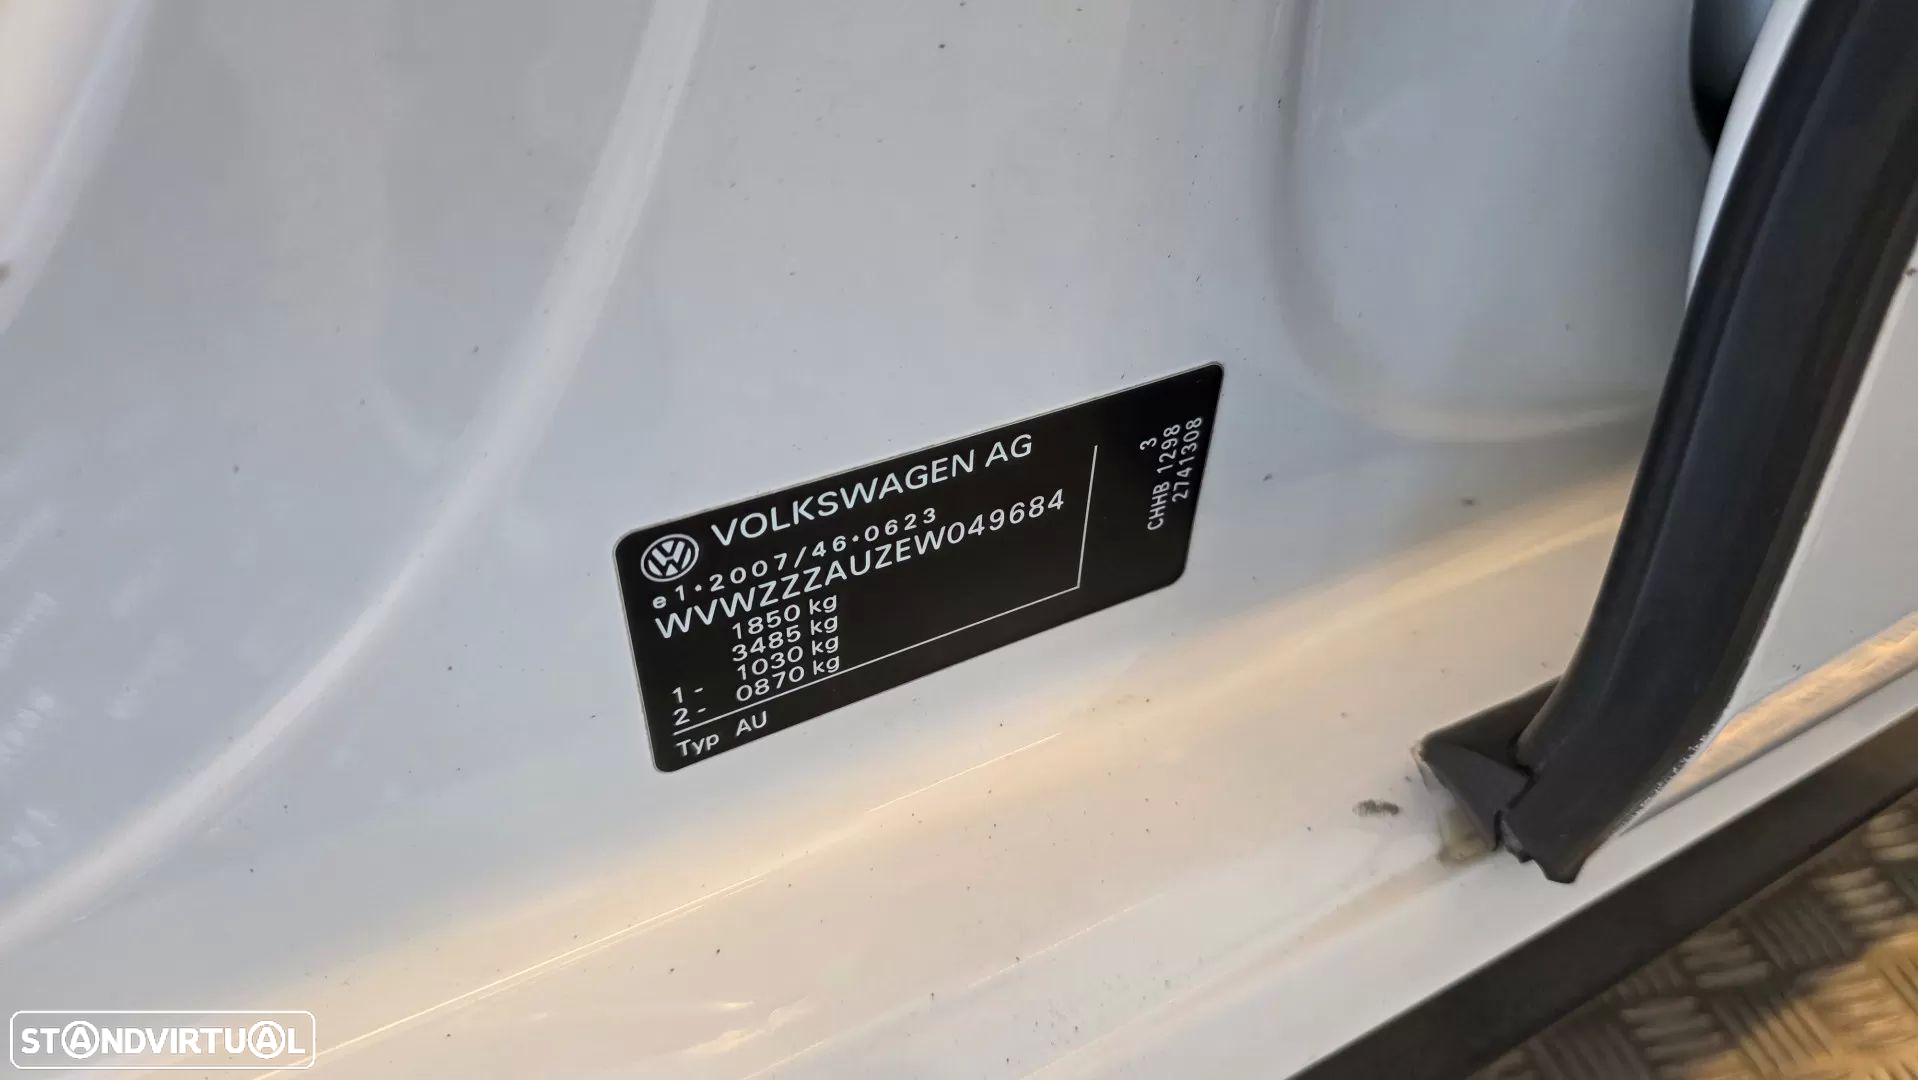 VOLKSWAGEN AG
e1*2007/46*0623
WVWZZZAUZEW049684
1850 kg
3485 kg
1 - 1030 kg
2 - 0870 kg
Typ AU
3
CHHB 1298
2741308
STANDVIRTUAL